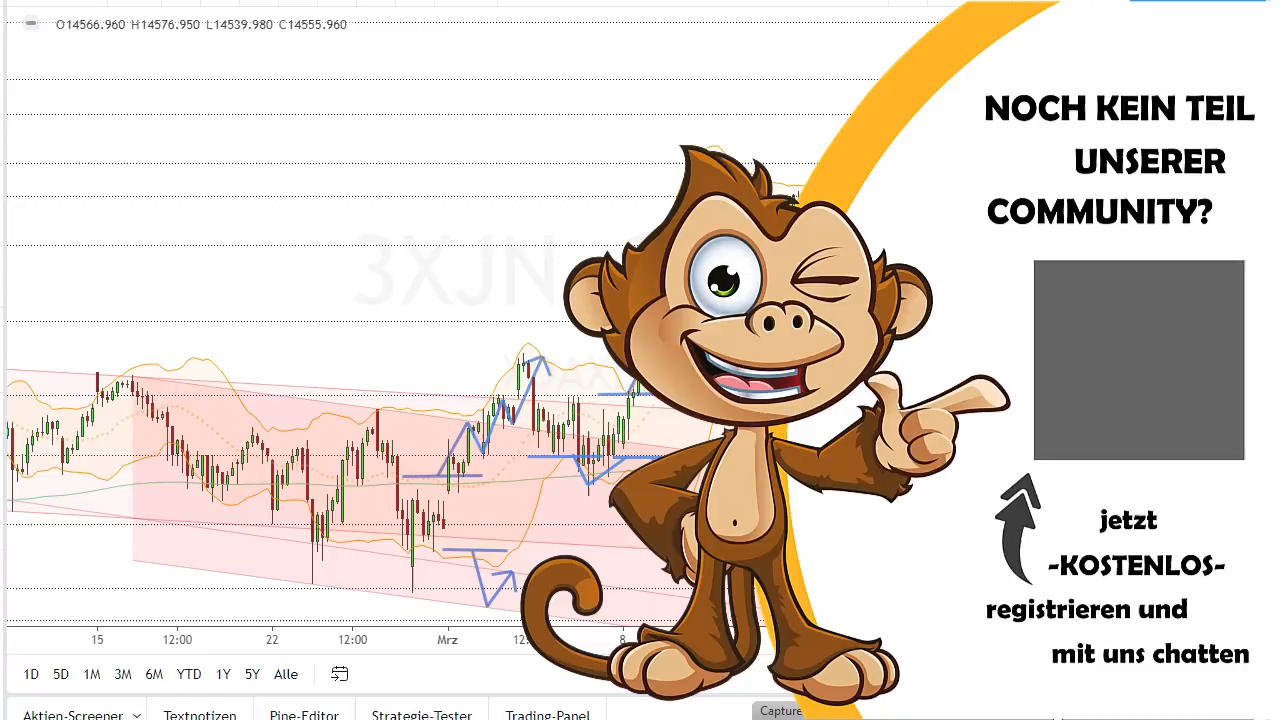 O14566.960 H14576.950 L14539.980 C14555.960
NOCH KEIN TEIL
UNSERER
COMMUNITY?
3XJN
jetzt
-KOSTENLOS-
registrieren und
mit uns chatten
15 12:00 22 12:00 Mrz 8
1D 5D 1M 3M 6M YTD 1Y 5Y Alle
Aktien-Screener Textnotizen Pine-Editor Strategie-Tester Trading-Panel
Capture